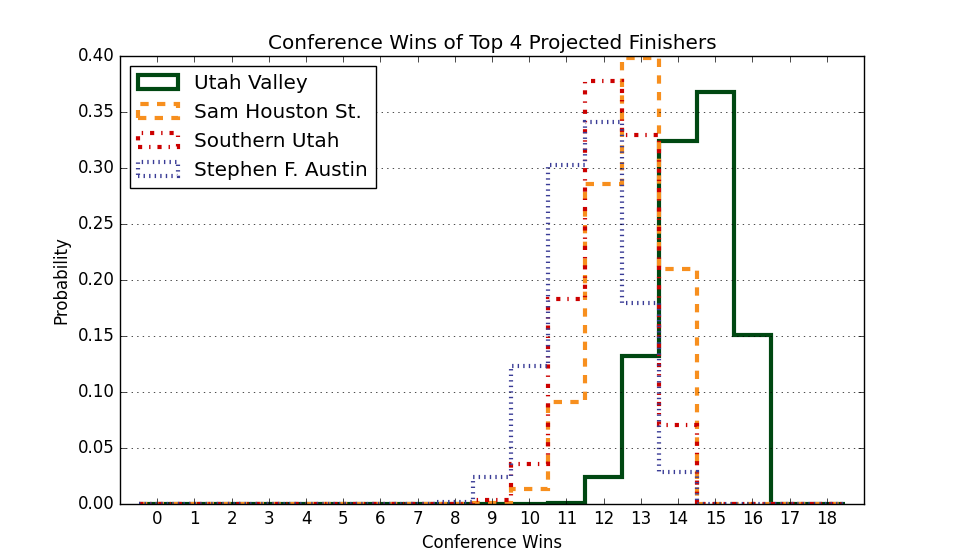 Conference Wins of Top 4 Projected Finishers
Utah Valley
Sam Houston St.
Southern Utah
Stephen F. Austin
0.40
0.35
0.30
0.25
0.20
0.15
0.10
0.05
0.00
Probability
0 1 2 3 4 5 6 7 8 9 10 11 12 13 14 15 16 17 18
Conference Wins